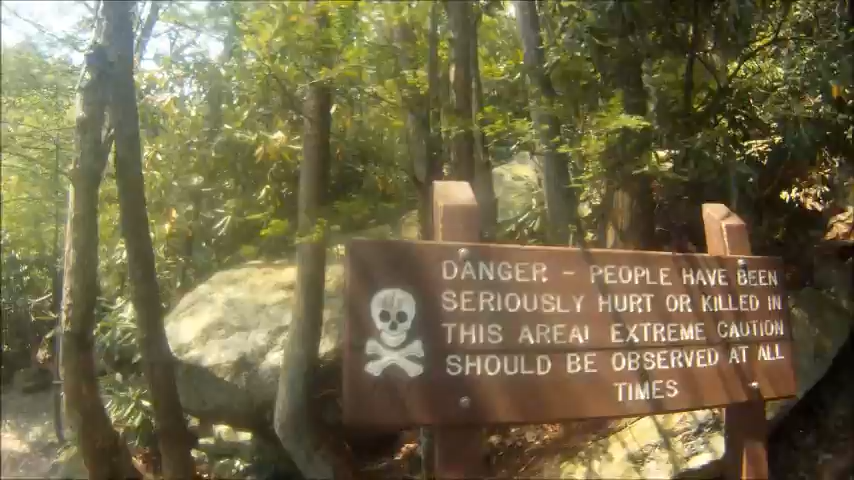 DANGER - PEOPLE HAVE BEEN
SERIOUSLY HURT OR KILLED IN
THIS AREA! EXTREME CAUTION
SHOULD BE OBSERVED AT ALL
TIMES